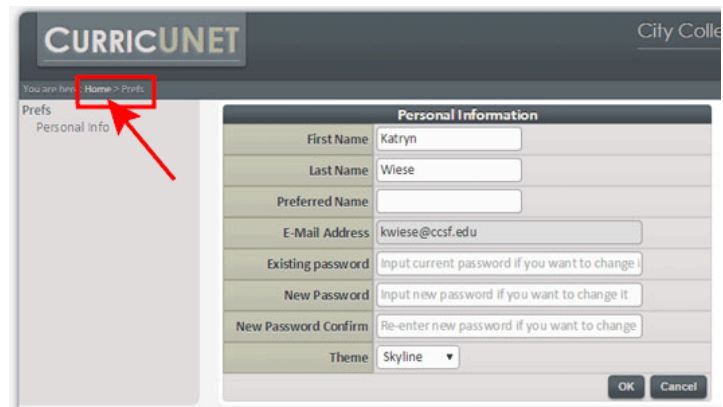 CURRICUNET
City Colle
You are here: Home > Prefs
Prefs
Personal Info
Personal Information
First Name Katryn
Last Name Wiese
Preferred Name
E-Mail Address kwiese@ccsf.edu
Existing password Input current password if you want to change i
New Password Input new password if you want to change it
New Password Confirm Re-enter new password if you want to change
Theme Skyline
OK Cancel